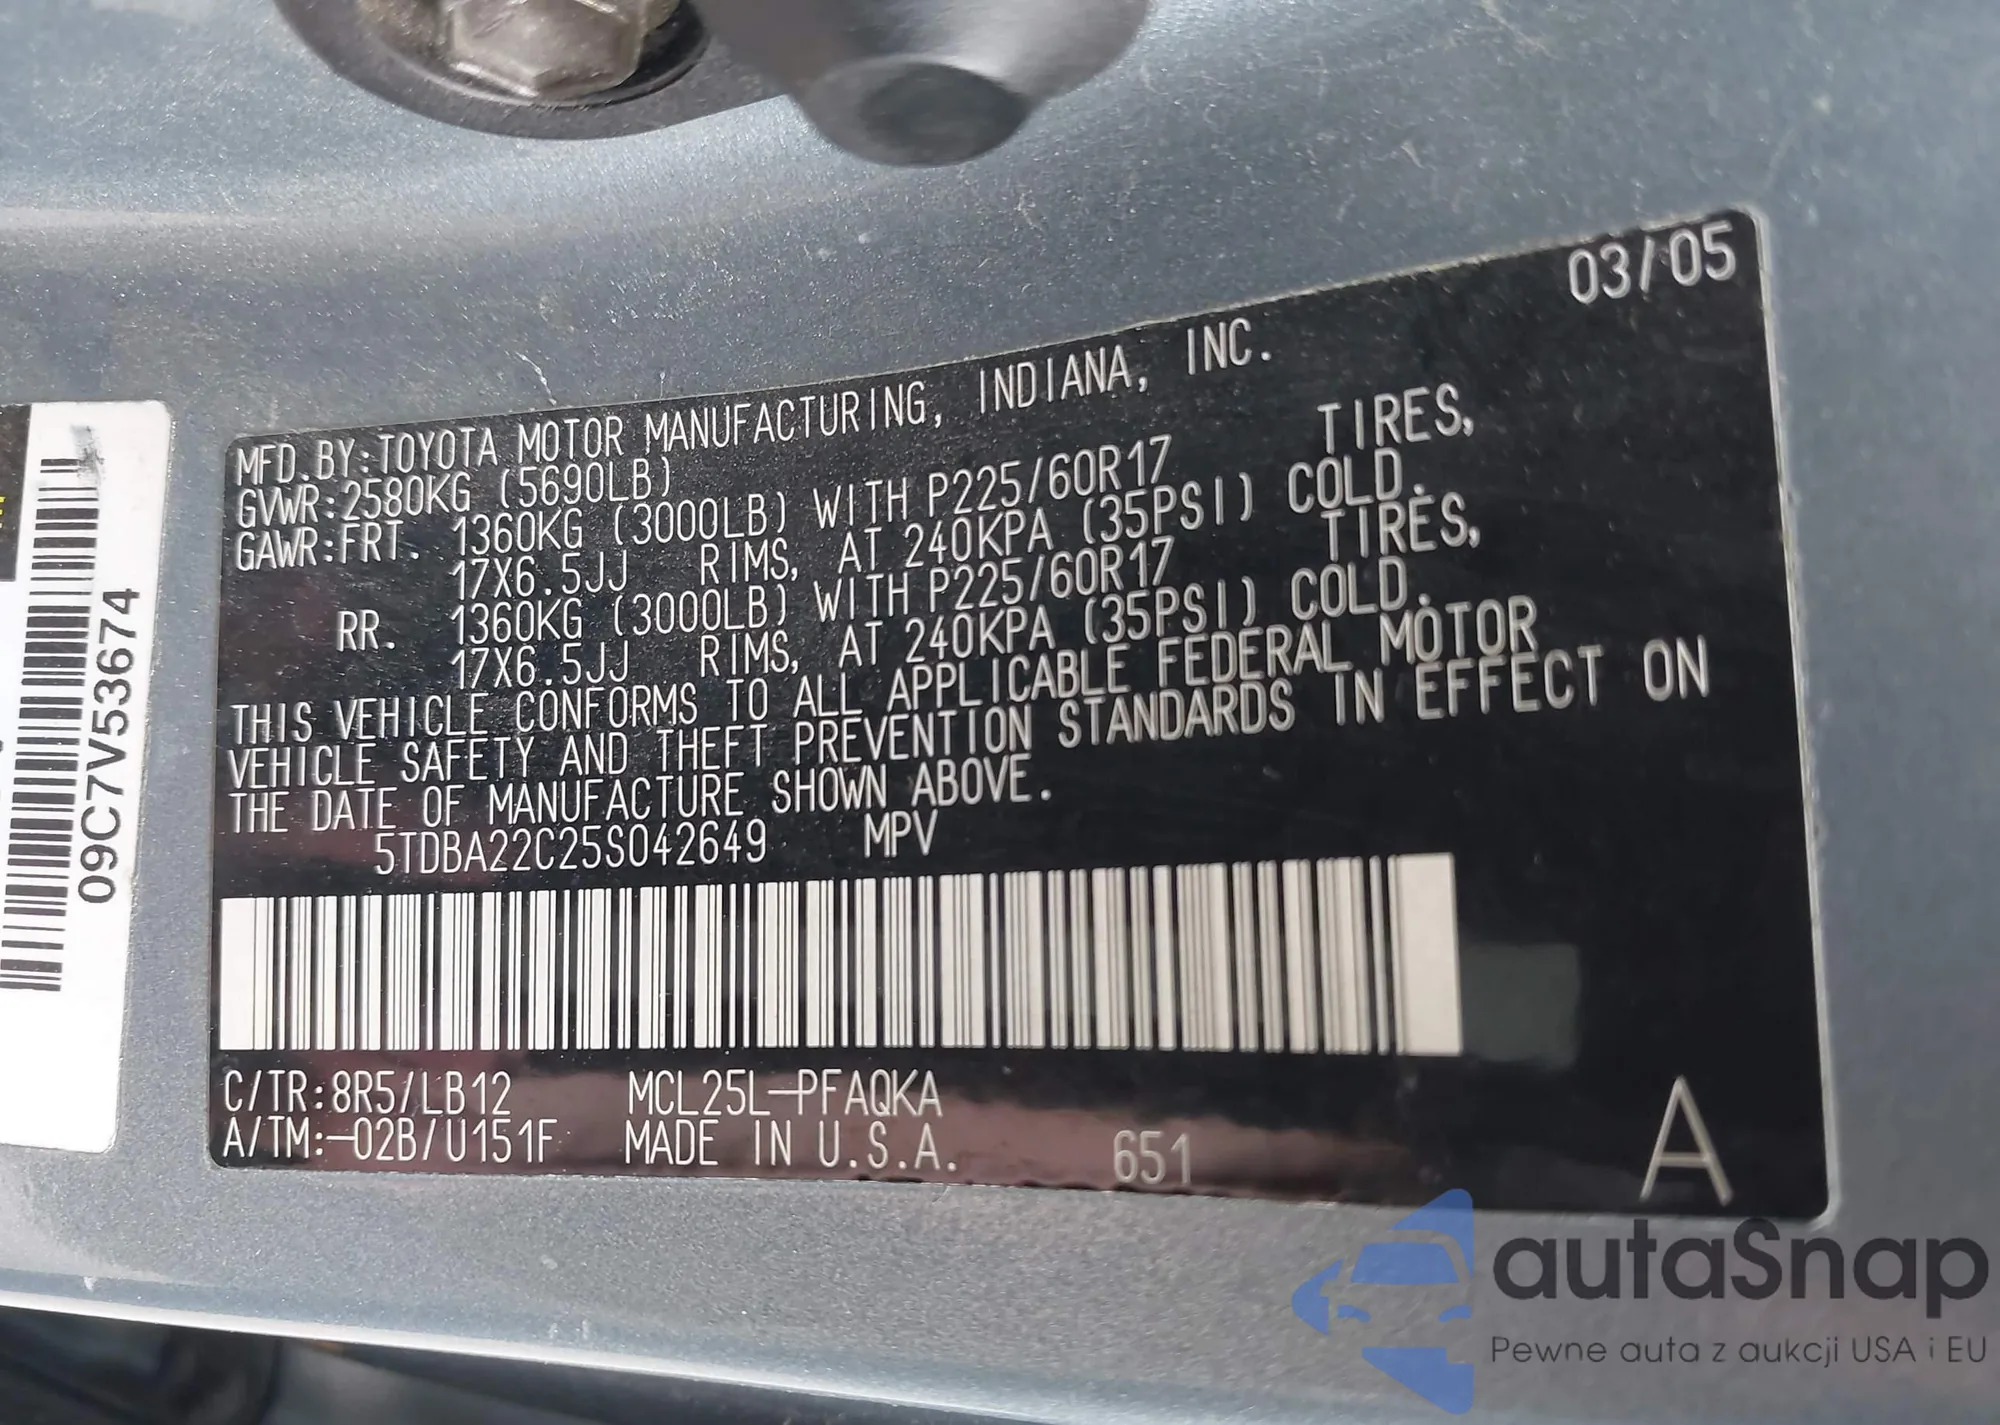 03/05
MFD.BY:TOYOTA MOTOR MANUFACTURING, INDIANA, INC.
GVWR:2580KG (5690LB)
GAWR:FRT. 1360KG (3000LB) WITH P225/60R17 TIRES,
17X6.5JJ RIMS, AT 240KPA (35PSI) COLD.
RR. 1360KG (3000LB) WITH P225/60R17 TIRES,
17X6.5JJ RIMS, AT 240KPA (35PSI) COLD.
THIS VEHICLE CONFORMS TO ALL APPLICABLE FEDERAL MOTOR
VEHICLE SAFETY AND THEFT PREVENTION STANDARDS IN EFFECT ON
THE DATE OF MANUFACTURE SHOWN ABOVE.
5TDBA22C25S042649 MPV
C/TR:8R5/LB12 MCL25L-PFAQKA
A/TM:-02B/U151F MADE IN U.S.A. 651
A
09C7V53674
autaSnap
Pewne auta z aukcji USA i EU